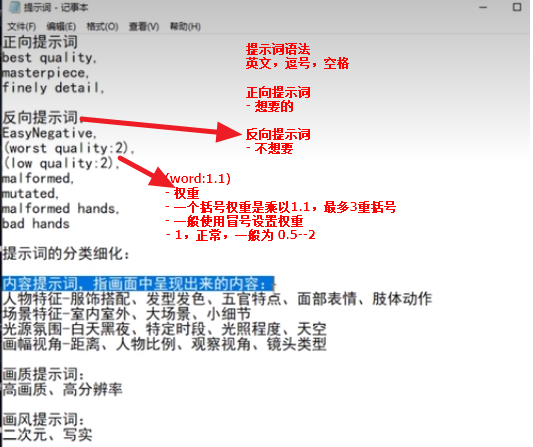 提示词 - 记事本
文件(F) 编辑(E) 格式(O) 查看(V) 帮助(H)
正向提示词
best quality,
masterpiece,
finely detail,
反向提示词,
EasyNegative,
(worst quality:2),
(low quality:2),
malformed,
mutated,
malformed hands,
bad hands
提示词语法
英文，逗号，空格
正向提示词
- 想要的
反向提示词
- 不想要
(word:1.1)
- 权重
- 一个括号权重是乘以1.1，最多3重括号
- 一般使用冒号设置权重
- 1，正常，一般为 0.5--2
提示词的分类细化：
内容提示词，指画面中呈现出来的内容：
人物特征-服饰搭配、发型发色、五官特点、面部表情、肢体动作
场景特征-室内室外、大场景、小细节
光源氛围-白天黑夜、特定时段、光照程度、天空
画幅视角-距离、人物比例、观察视角、镜头类型
画质提示词：
高画质、高分辨率
画风提示词：
二次元、写实